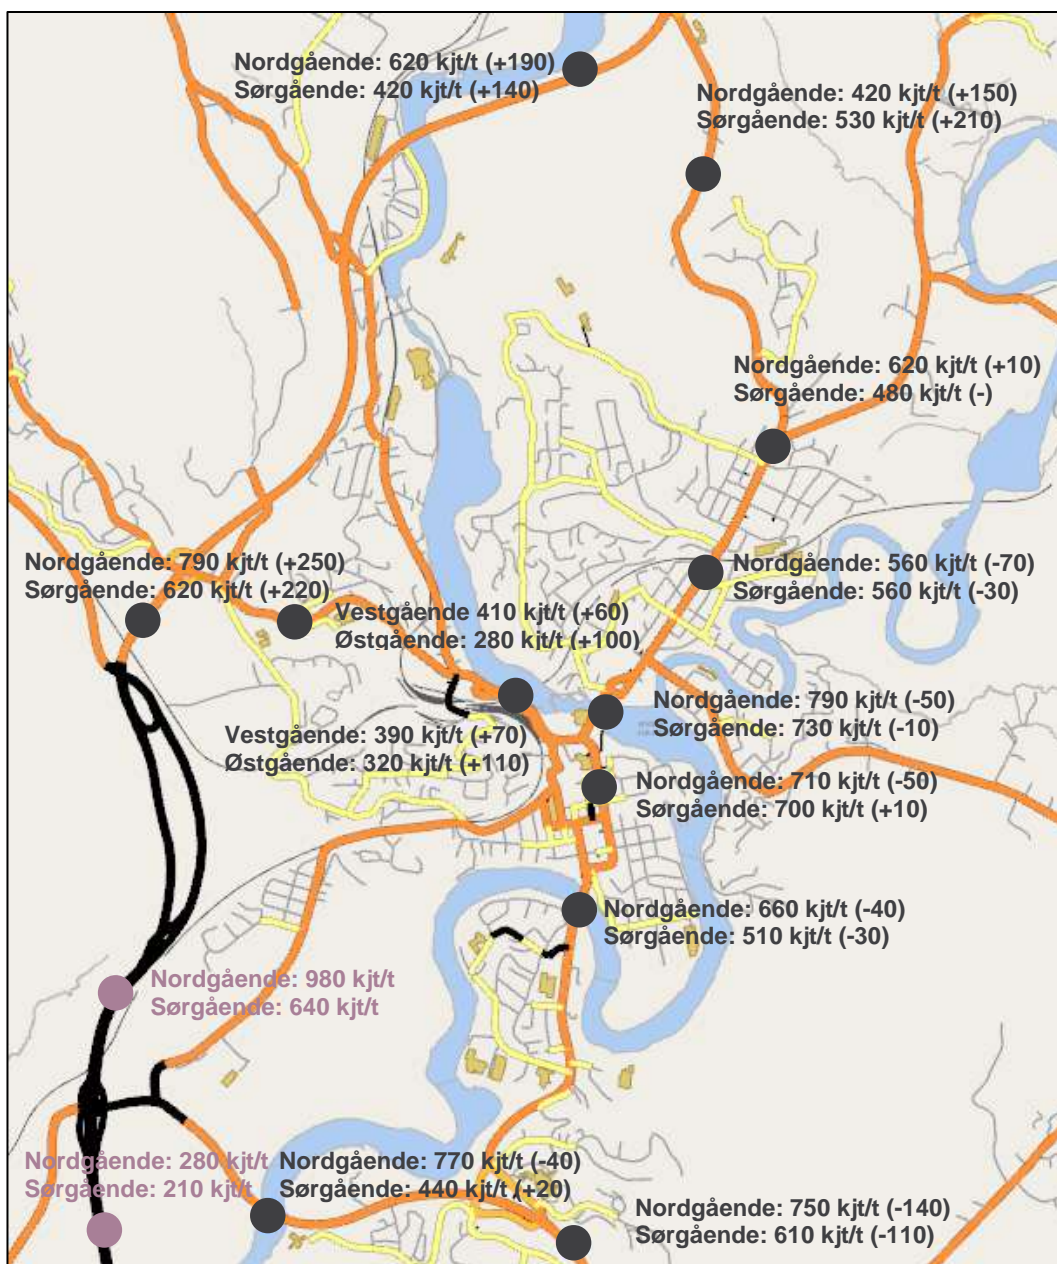 Nordgående: 620 kjt/t (+190)
Sørgående: 420 kjt/t (+140)
Nordgående: 420 kjt/t (+150)
Sørgående: 530 kjt/t (+210)
Nordgående: 620 kjt/t (+10)
Sørgående: 480 kjt/t (-)
Nordgående: 790 kjt/t (+250)
Sørgående: 620 kjt/t (+220)
Nordgående: 560 kjt/t (-70)
Sørgående: 560 kjt/t (-30)
Vestgående 410 kjt/t (+60)
Østgående: 280 kjt/t (+100)
Nordgående: 790 kjt/t (-50)
Sørgående: 730 kjt/t (-10)
Vestgående: 390 kjt/t (+70)
Østgående: 320 kjt/t (+110)
Nordgående: 710 kjt/t (-50)
Sørgående: 700 kjt/t (+10)
Nordgående: 660 kjt/t (-40)
Sørgående: 510 kjt/t (-30)
Nordgående: 980 kjt/t
Sørgående: 640 kjt/t
Nordgående: 280 kjt/t
Sørgående: 210 kjt/t
Nordgående: 770 kjt/t (-40)
Sørgående: 440 kjt/t (+20)
Nordgående: 750 kjt/t (-140)
Sørgående: 610 kjt/t (-110)